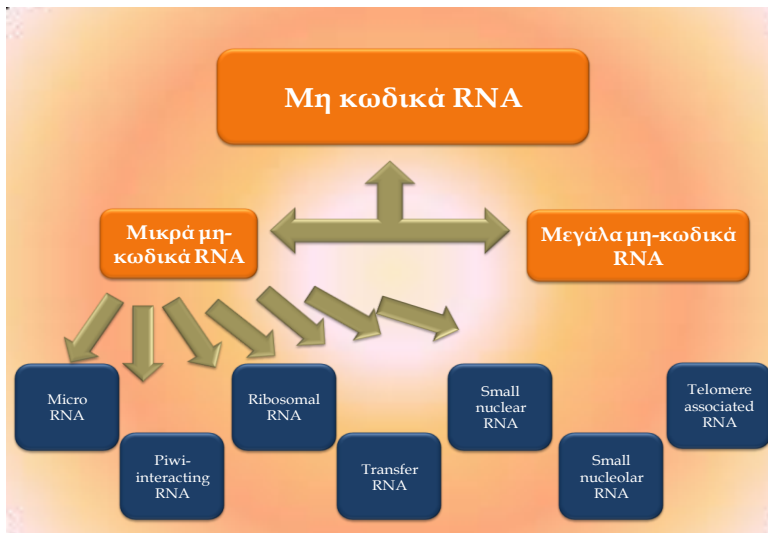 Μη κωδικά RNA
Μικρά μη-
κωδικά RNA
Μεγάλα μη-κωδικά
RNA
Micro
RNA
Piwi-
interacting
RNA
Ribosomal
RNA
Transfer
RNA
Small
nuclear
RNA
Small
nucleolar
RNA
Telomere
associated
RNA